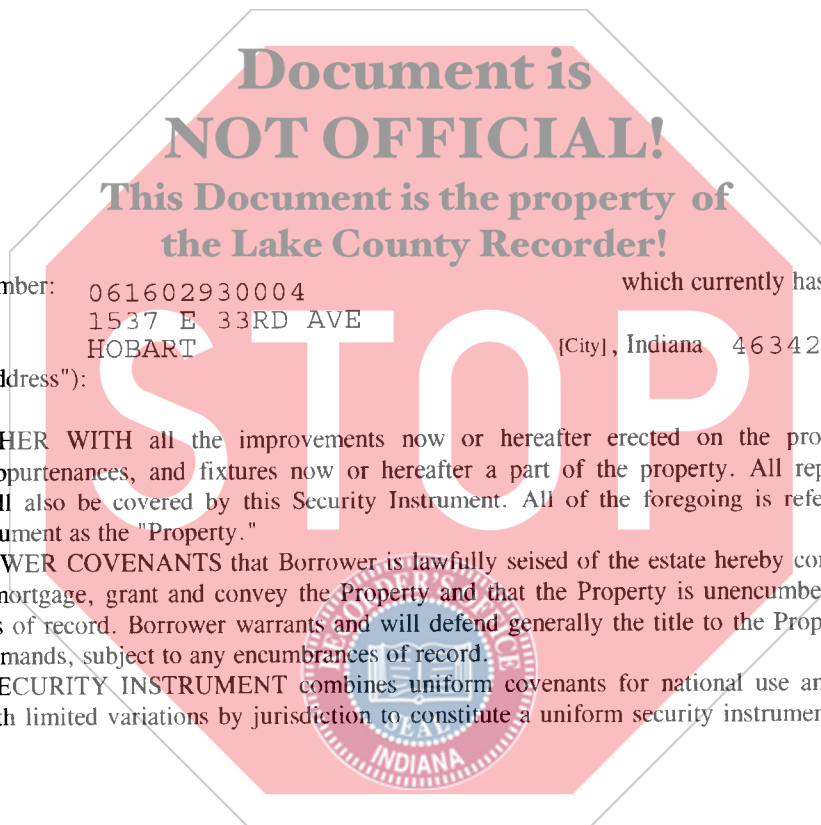 Document is
NOT OFFICIAL!
This Document is the property of
the Lake County Recorder!
mber: 061602930004 which currently has
1537 E 33RD AVE
HOBART [City], Indiana 46342
ddress"):
STOP
HER WITH all the improvements now or hereafter erected on the pro
ppurtenances, and fixtures now or hereafter a part of the property. All rep
ll also be covered by this Security Instrument. All of the foregoing is refe
ument as the "Property."
WER COVENANTS that Borrower is lawfully seised of the estate hereby co
mortgage, grant and convey the Property and that the Property is unencumbe
s of record. Borrower warrants and will defend generally the title to the Prop
mands, subject to any encumbrances of record.
ECURITY INSTRUMENT combines uniform covenants for national use an
th limited variations by jurisdiction to constitute a uniform security instrumen
RECORDER'S OFFICE
SEAL
INDIANA